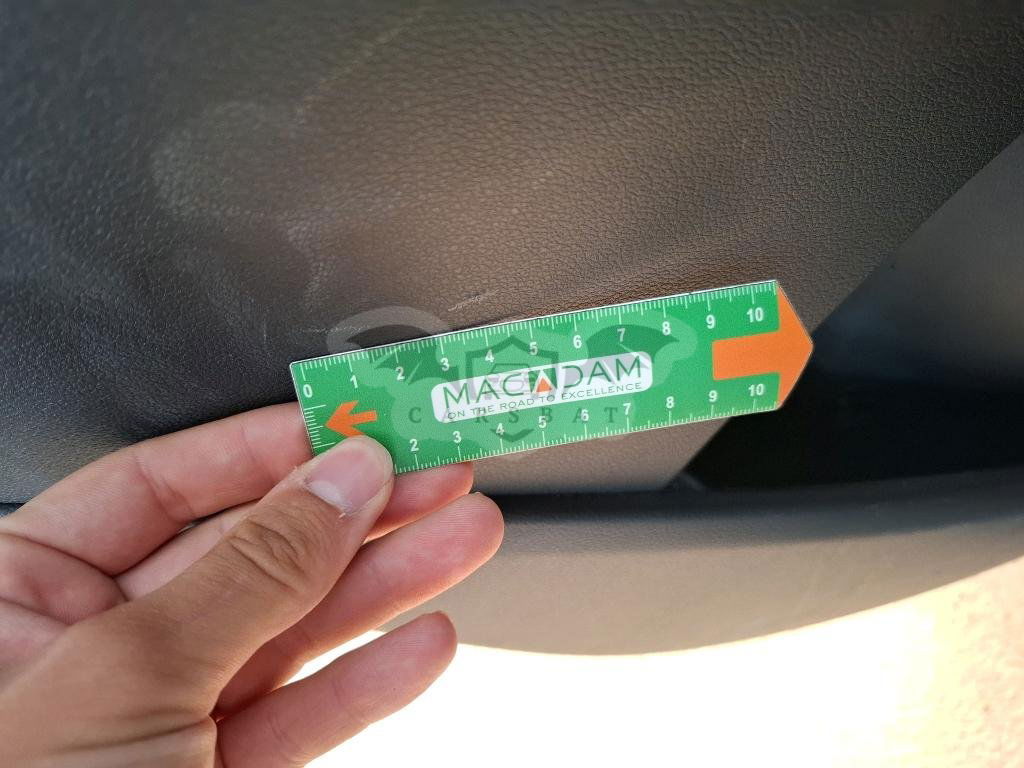 0 1 2 3 4 5 6 7 8 9 10
MACADAM
ON THE ROAD TO EXCELLENCE
CARSBAT
2 3 4 5 6 7 8 9 10